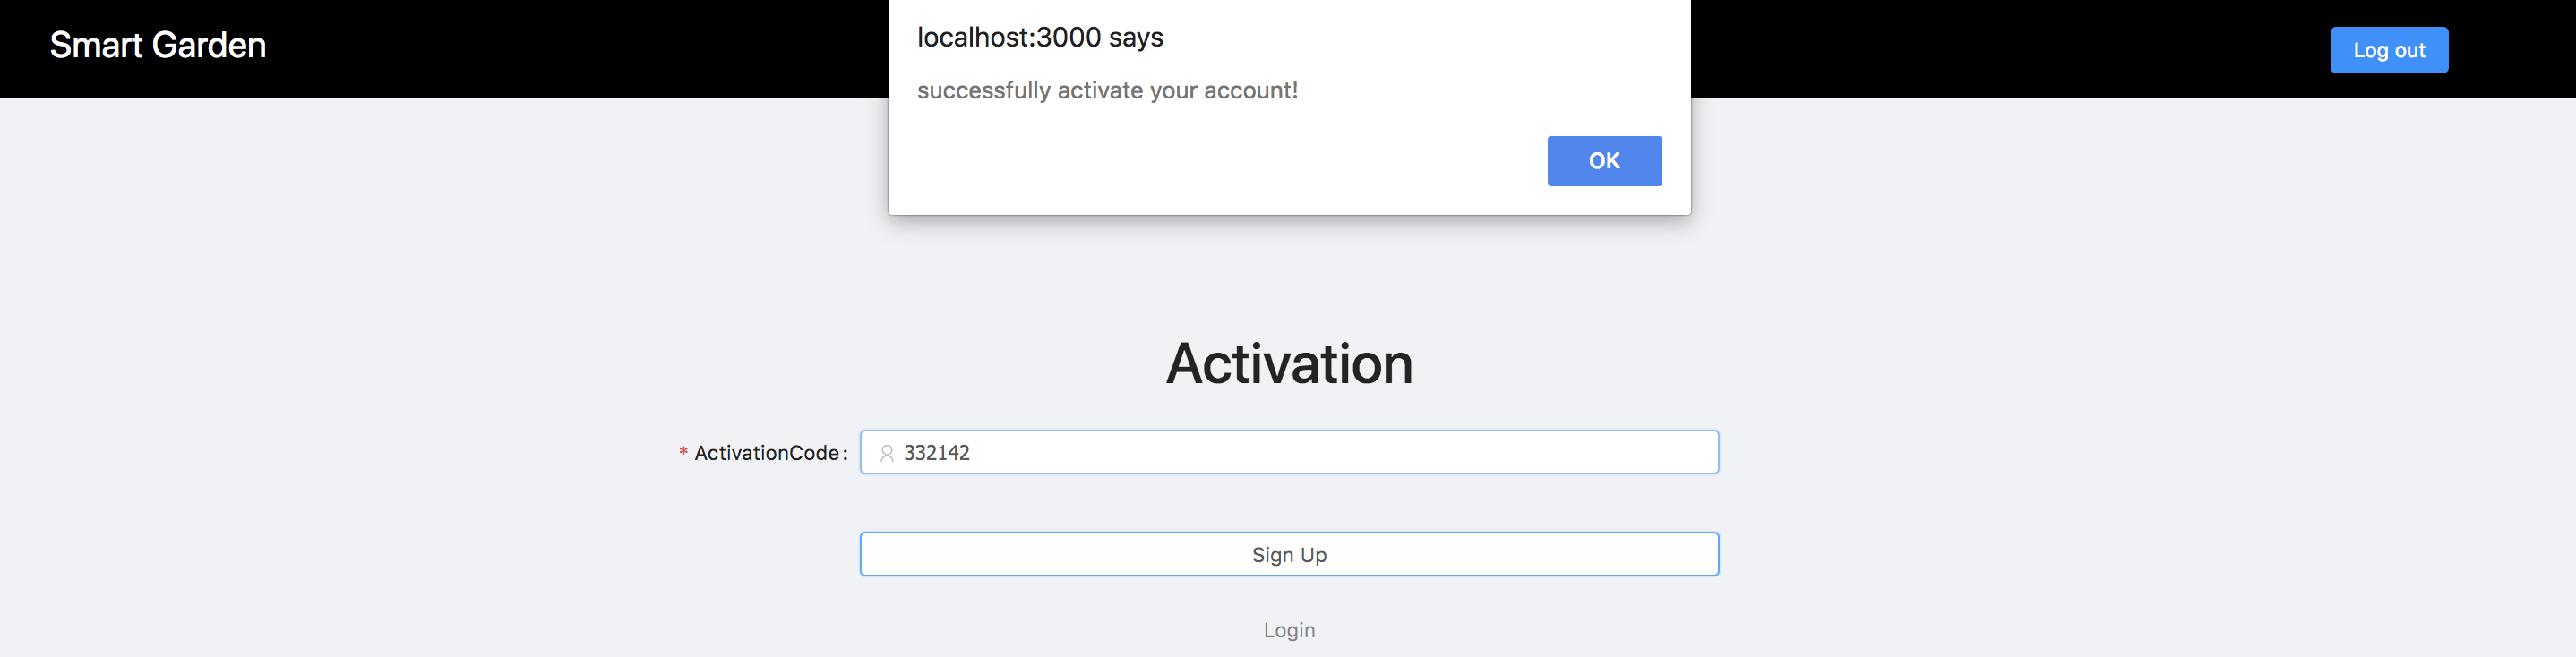 Smart Garden
localhost:3000 says
Log out
successfully activate your account!
OK
Activation
* ActivationCode:
332142
Sign Up
Login